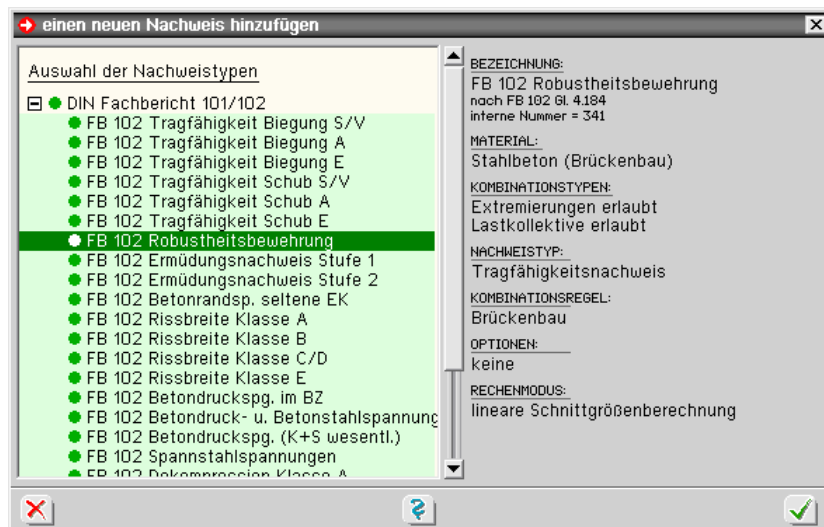 einen neuen Nachweis hinzufügen
Auswahl der Nachweistypen
DIN Fachbericht 101/102
FB 102 Tragfähigkeit Biegung S/V
FB 102 Tragfähigkeit Biegung A
FB 102 Tragfähigkeit Biegung E
FB 102 Tragfähigkeit Schub S/V
FB 102 Tragfähigkeit Schub A
FB 102 Tragfähigkeit Schub E
FB 102 Robustheitsbewehrung
FB 102 Ermüdungsnachweis Stufe 1
FB 102 Ermüdungsnachweis Stufe 2
FB 102 Betonrandsp. seltene EK
FB 102 Rissbreite Klasse A
FB 102 Rissbreite Klasse B
FB 102 Rissbreite Klasse C/D
FB 102 Rissbreite Klasse E
FB 102 Betondruckspg. im BZ
FB 102 Betondruck- u. Betonstahlspannung
FB 102 Betondruckspg. (K+S wesentl.)
FB 102 Spannstahlspannungen
FB 102 Dekompression Klasse A
BEZEICHNUNG:
FB 102 Robustheitsbewehrung
nach FB 102 Gl. 4.184
interne Nummer = 341
MATERIAL:
Stahlbeton (Brückenbau)
KOMBINATIONSTYPEN:
Extremierungen erlaubt
Lastkollektive erlaubt
NACHWEISTYP:
Tragfähigkeitsnachweis
KOMBINATIONSREGEL:
Brückenbau
OPTIONEN:
keine
RECHENMODUS:
lineare Schnittgrößenberechnung